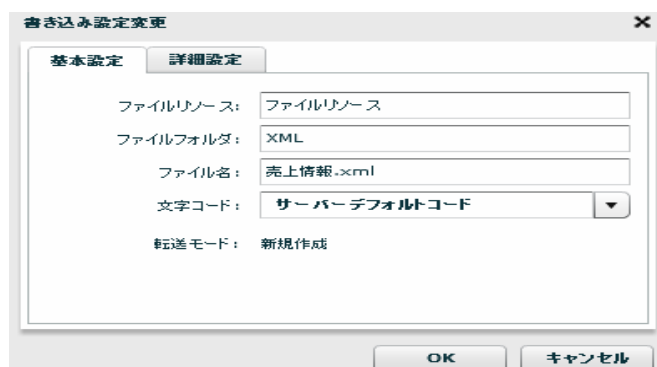 書き込み設定変更
基本設定 詳細設定
ファイルリソース: ファイルリソース
ファイルフォルダ: XML
ファイル名: 売上情報.xml
文字コード: サーバーデフォルトコード
転送モード: 新規作成
OK キャンセル